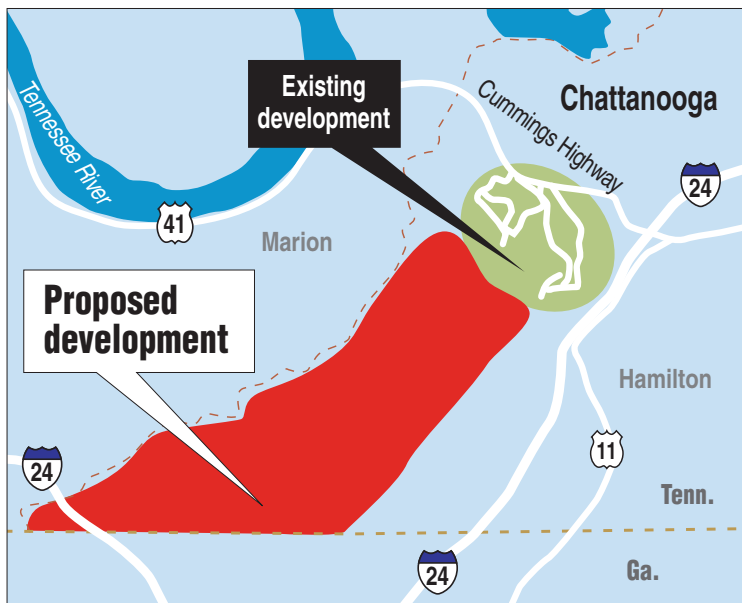 Existing
development
Chattanooga
Cummings Highway
Tennessee River
24
41
Marion
Proposed
development
Hamilton
11
24
Tenn.
24
Ga.